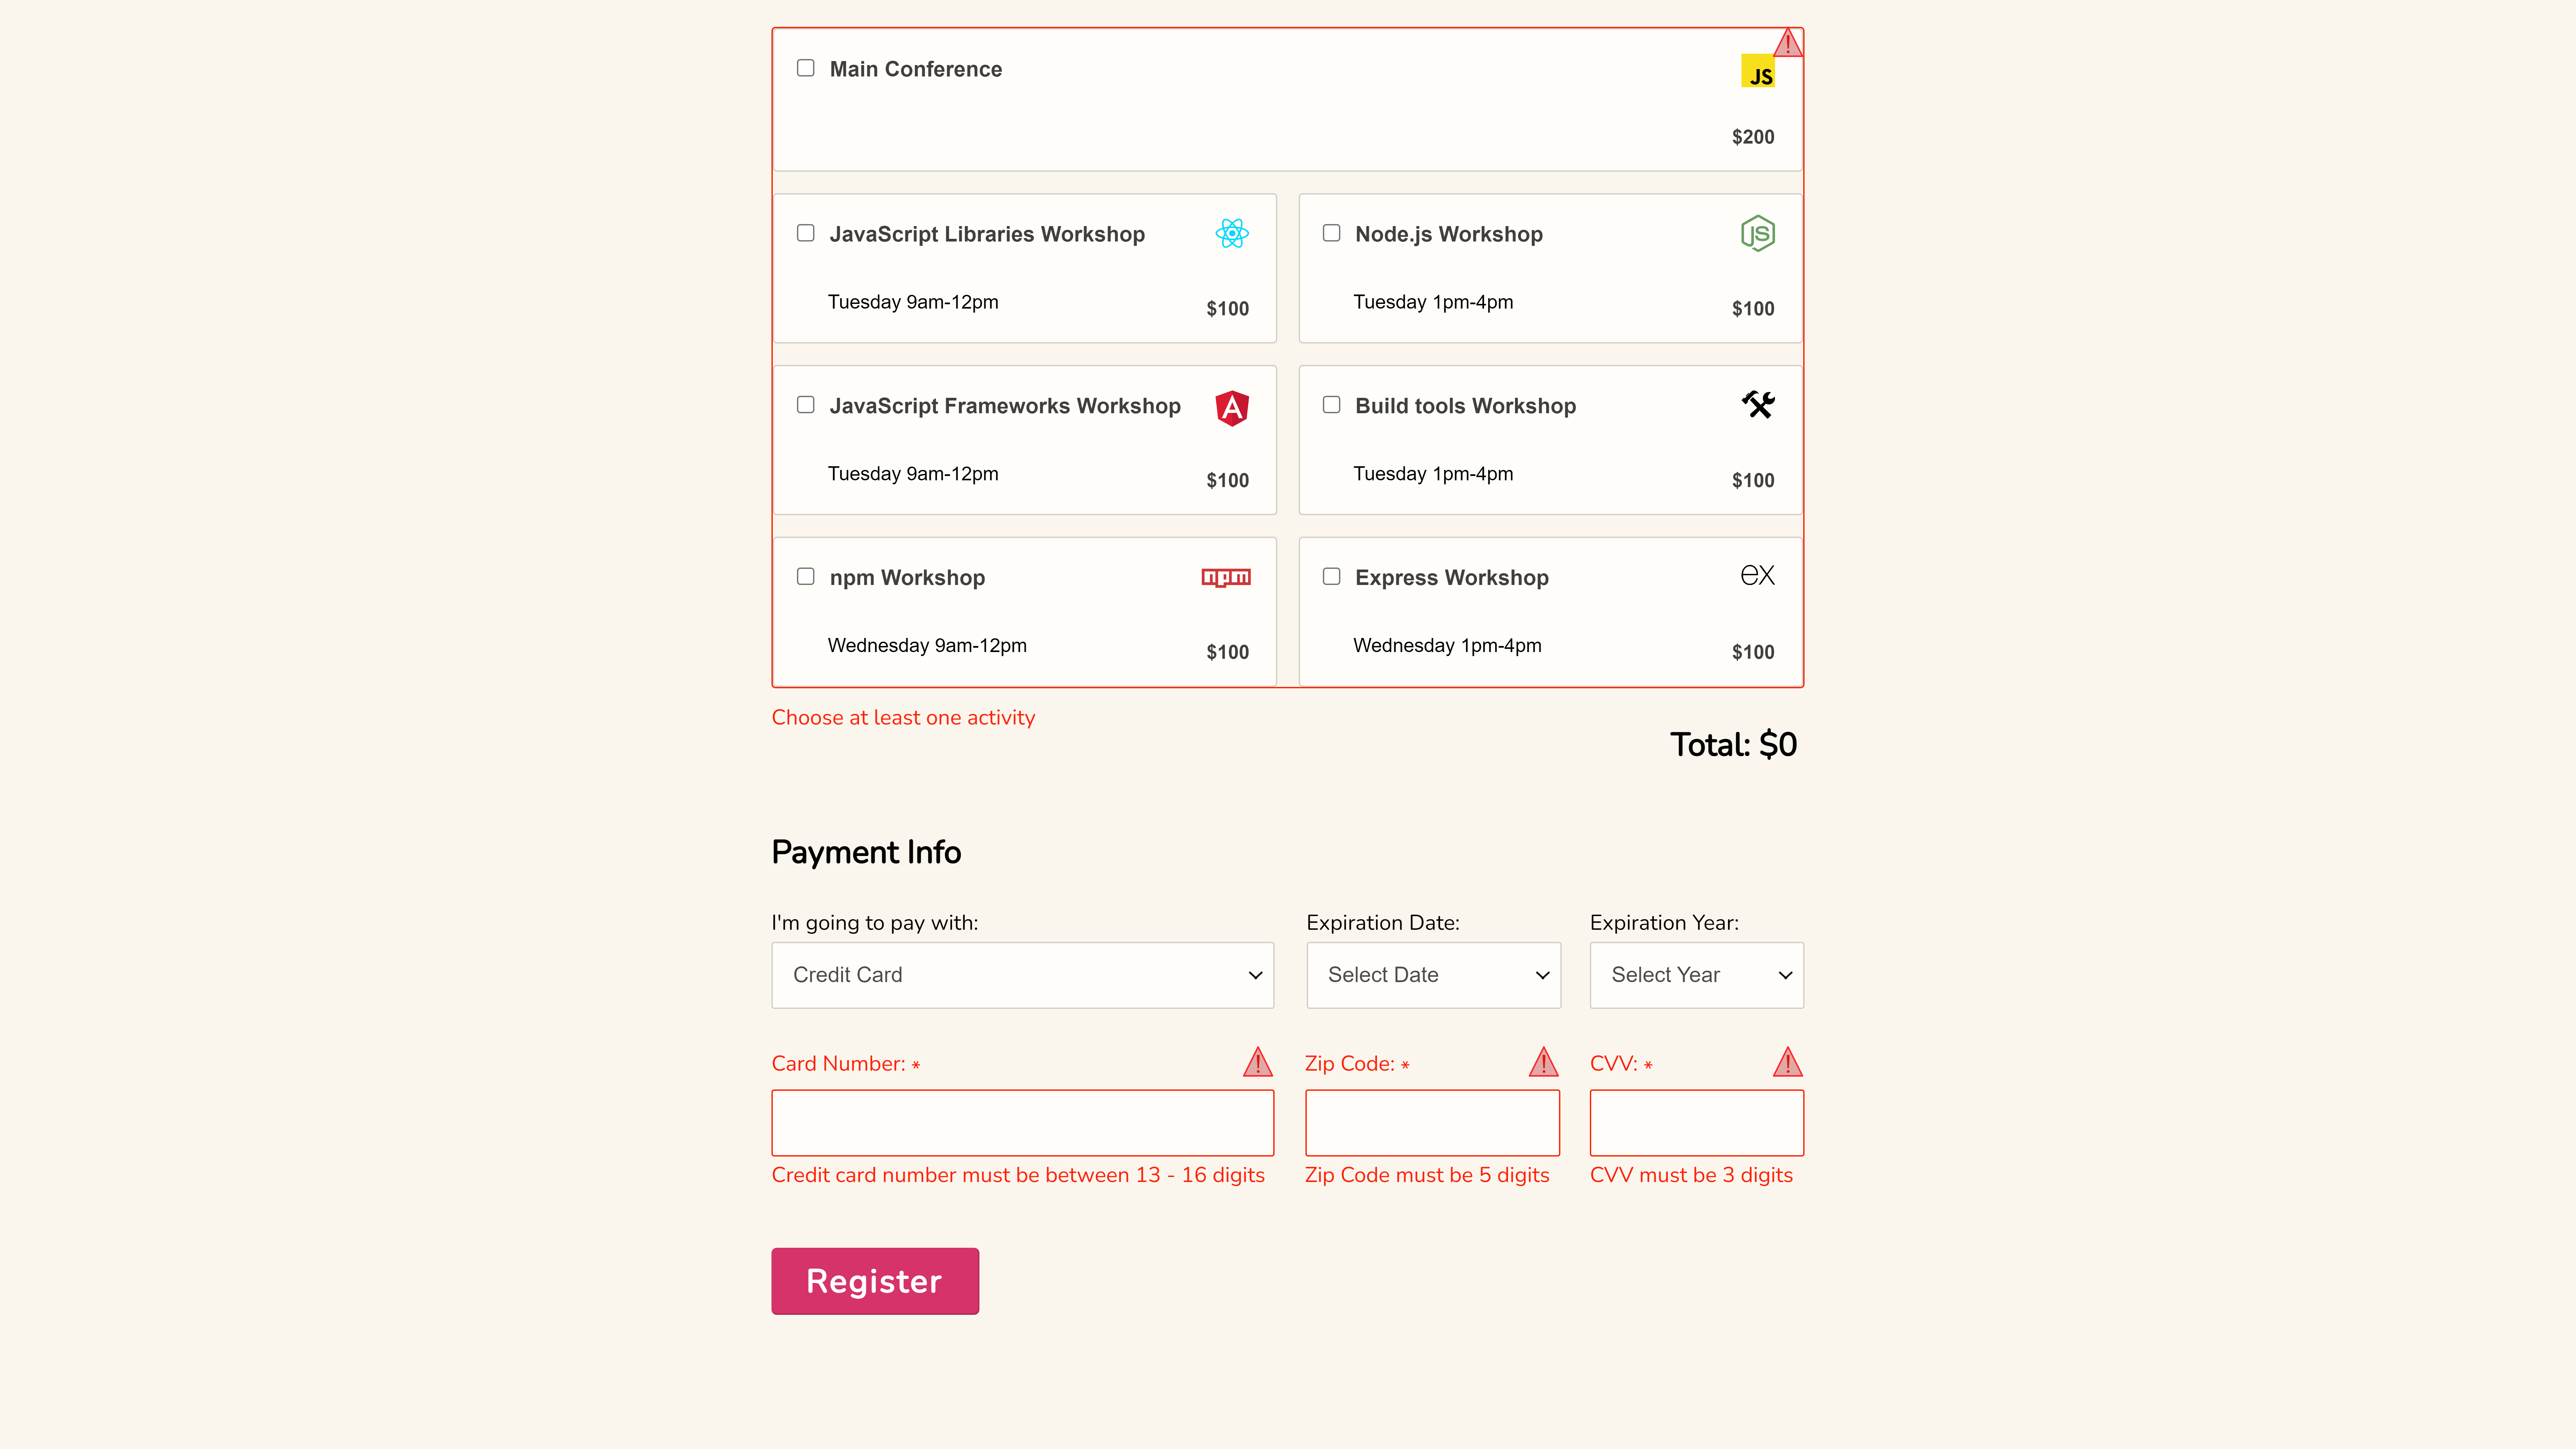 Main Conference
JS
$200
JavaScript Libraries Workshop
Tuesday 9am-12pm
$100
Node.js Workshop
JS
Tuesday 1pm-4pm
$100
JavaScript Frameworks Workshop
A
Tuesday 9am-12pm
$100
Build tools Workshop
Tuesday 1pm-4pm
$100
npm Workshop
npm
Wednesday 9am-12pm
$100
Express Workshop
ex
Wednesday 1pm-4pm
$100
Choose at least one activity
Total: $0
Payment Info
I'm going to pay with:
Credit Card
Expiration Date:
Select Date
Expiration Year:
Select Year
Card Number: *
Credit card number must be between 13 - 16 digits
Zip Code: *
Zip Code must be 5 digits
CVV: *
CVV must be 3 digits
Register